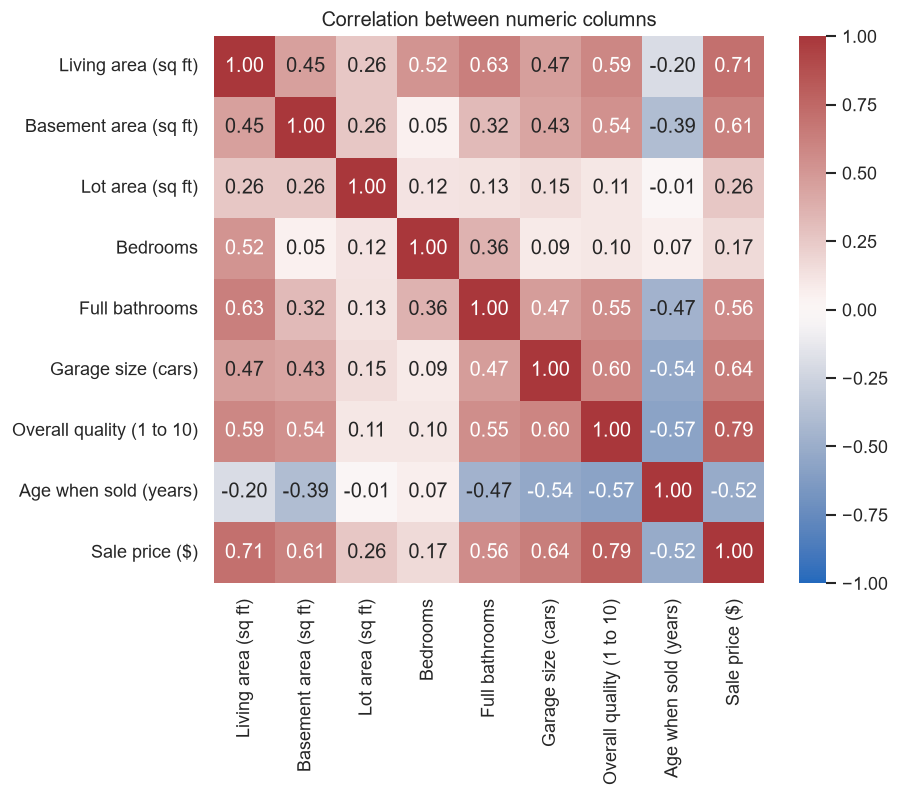 Correlation between numeric columns
Living area (sq ft) 1.00 0.45 0.26 0.52 0.63 0.47 0.59 -0.20 0.71
Basement area (sq ft) 0.45 1.00 0.26 0.05 0.32 0.43 0.54 -0.39 0.61
Lot area (sq ft) 0.26 0.26 1.00 0.12 0.13 0.15 0.11 -0.01 0.26
Bedrooms 0.52 0.05 0.12 1.00 0.36 0.09 0.10 0.07 0.17
Full bathrooms 0.63 0.32 0.13 0.36 1.00 0.47 0.55 -0.47 0.56
Garage size (cars) 0.47 0.43 0.15 0.09 0.47 1.00 0.60 -0.54 0.64
Overall quality (1 to 10) 0.59 0.54 0.11 0.10 0.55 0.60 1.00 -0.57 0.79
Age when sold (years) -0.20 -0.39 -0.01 0.07 -0.47 -0.54 -0.57 1.00 -0.52
Sale price ($) 0.71 0.61 0.26 0.17 0.56 0.64 0.79 -0.52 1.00
Living area (sq ft)
Basement area (sq ft)
Lot area (sq ft)
Bedrooms
Full bathrooms
Garage size (cars)
Overall quality (1 to 10)
Age when sold (years)
Sale price ($)
1.00
0.75
0.50
0.25
0.00
−0.25
−0.50
−0.75
−1.00